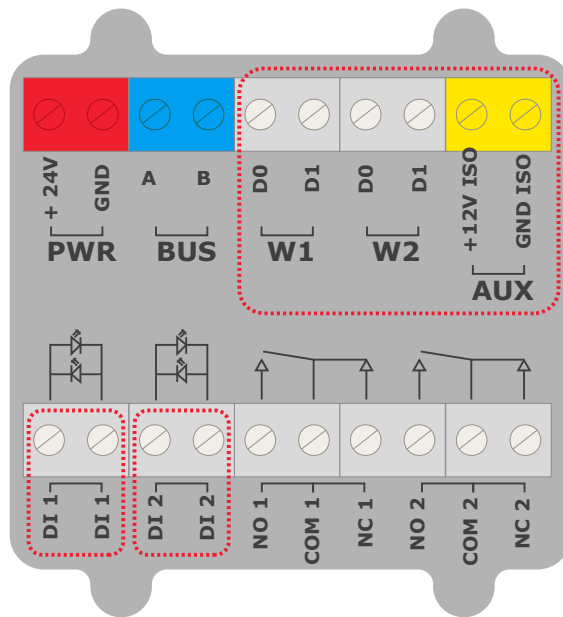 + 24V GND A B D0 D1 D0 D1 +12V ISO GND ISO
PWR BUS W1 W2 AUX
DI 1 DI 1 DI 2 DI 2 NO 1 COM 1 NC 1 NO 2 COM 2 NC 2